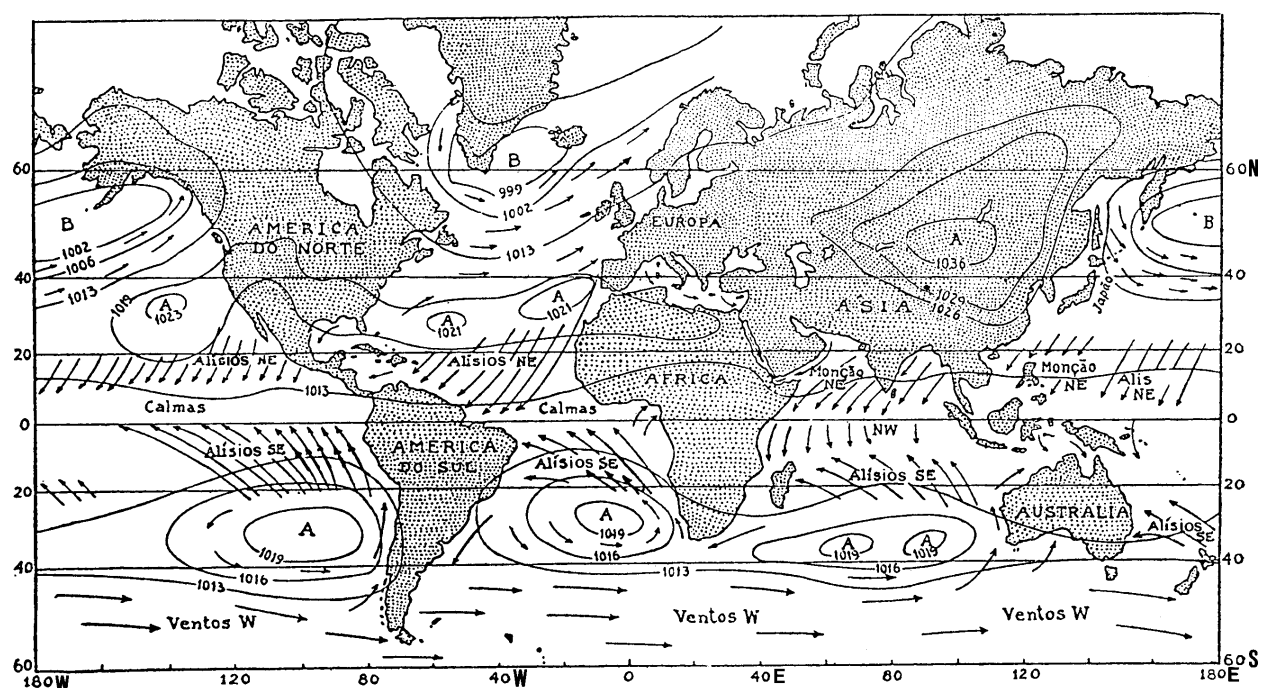 B
60
60N
999
B
1002
AMERICA
DO NORTE
EUROPA
B
1002
1006
1013
1013
A
1036
40
40
1019
A
1023
A
1021
A
1021
1029
1026
ASIA
Japão
20
20
Alísios NE
Alísios NE
AFRICA
Monção
NE
Monção
NE
Alis
NE
1013
Calmas
Calmas
0
0
NW
AMERICA
DO SUL
Alísios SE
Alísios SE
Alísios SE
20
20
A
1019
1016
1013
A
1019
1016
1013
A
1019
A
1019
1016
AUSTRALIA
Alísios
SE
40
40
Ventos W
Ventos W
Ventos W
60
60S
180W
120
40W
0
40E
80
120
180E